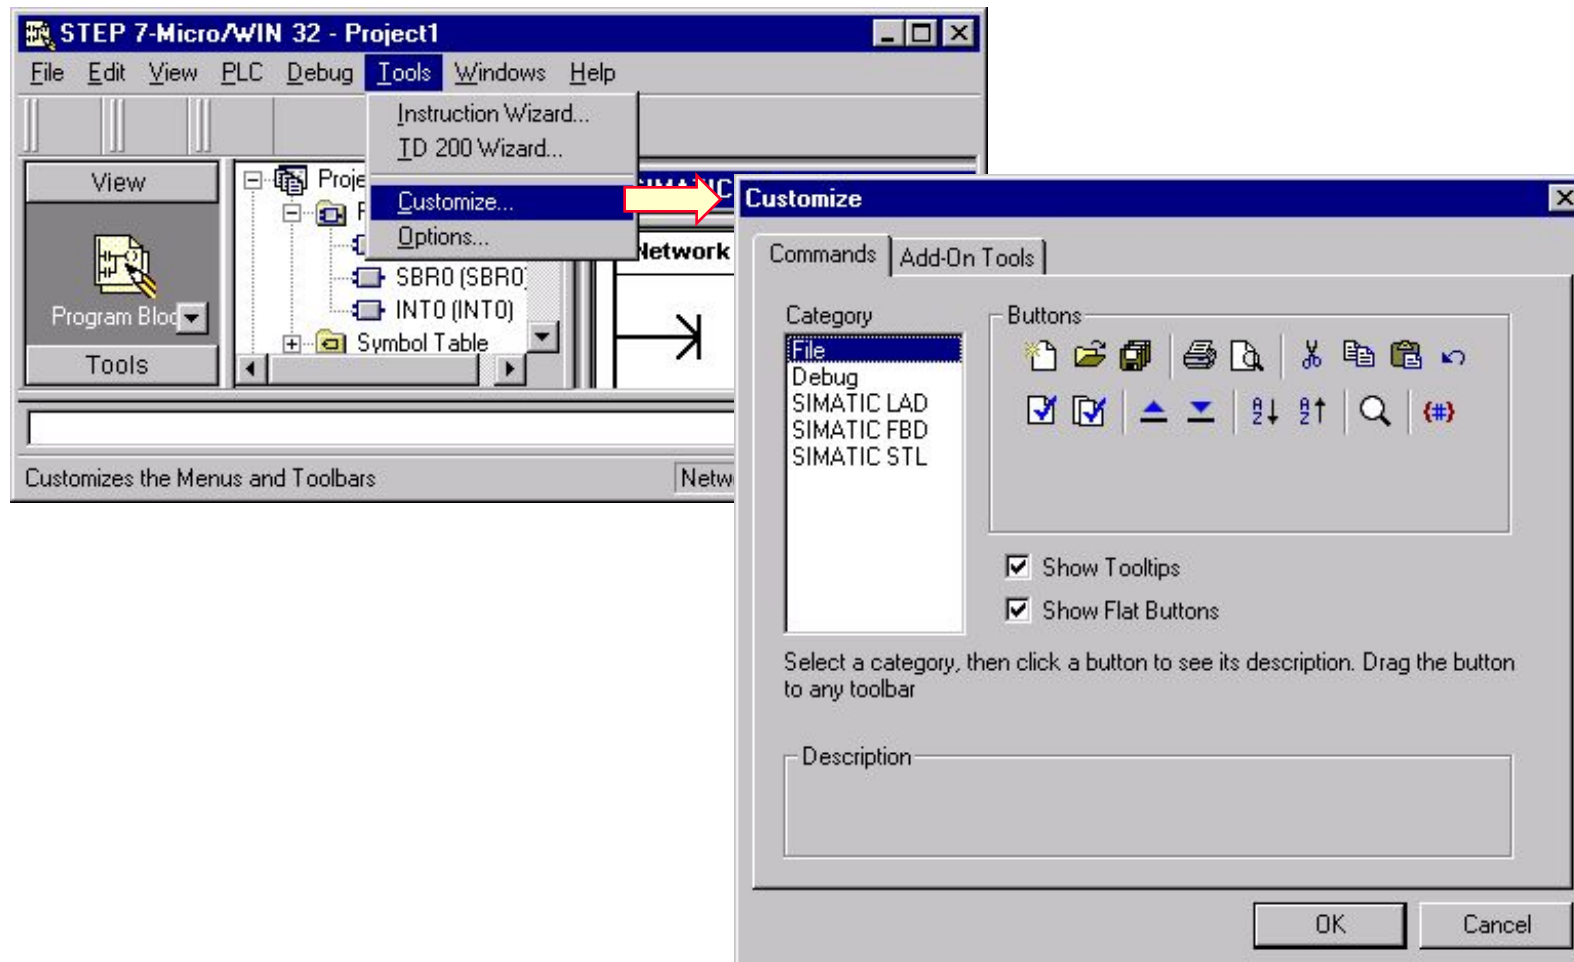 STEP 7-Micro/WIN 32 - Project1
File Edit View PLC Debug Tools Windows Help
Instruction Wizard...
TD 200 Wizard...
Customize...
Options...
View
Program Bloc
Tools
SBR0 (SBR0)
INT0 (INT0)
Symbol Table
SIMATIC
Network
Customizes the Menus and Toolbars
Customize
Commands
Add-On Tools
Category
File
Debug
SIMATIC LAD
SIMATIC FBD
SIMATIC STL
Buttons
Show Tooltips
Show Flat Buttons
Select a category, then click a button to see its description. Drag the button
to any toolbar
Description
OK
Cancel